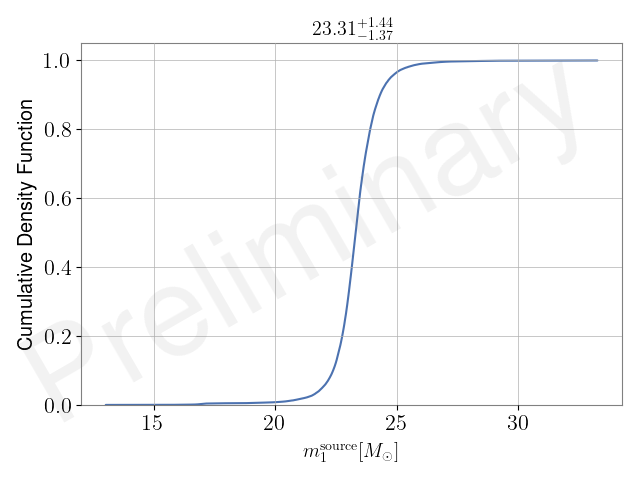 23.31^{+1.44}_{-1.37}
1.0
0.8
0.6
0.4
0.2
0.0
Cumulative Density Function
Preliminary
15 20 25 30
m_1^{source}[M_⊙]